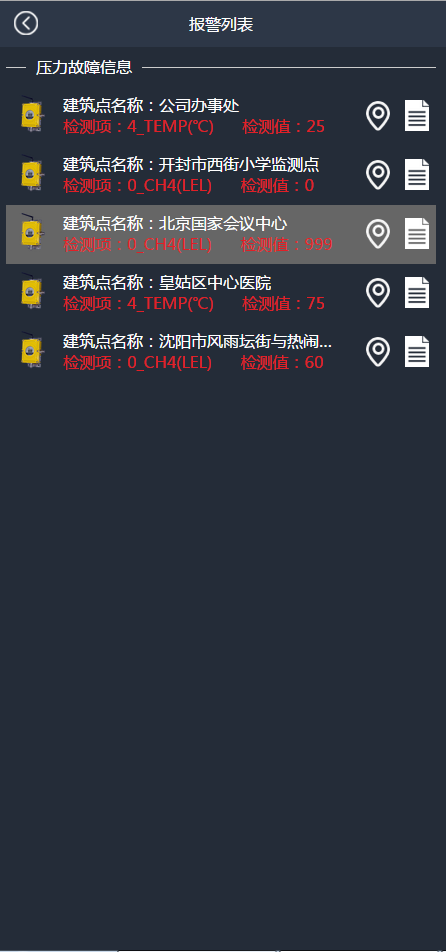 报警列表
压力故障信息
建筑点名称：公司办事处
检测项：4_TEMP(℃) 检测值：25
建筑点名称：开封市西街小学监测点
检测项：0_CH4(LEL) 检测值：0
建筑点名称：北京国家会议中心
检测项：0_CH4(LEL) 检测值：999
建筑点名称：皇姑区中心医院
检测项：4_TEMP(℃) 检测值：75
建筑点名称：沈阳市风雨坛街与热闹...
检测项：0_CH4(LEL) 检测值：60